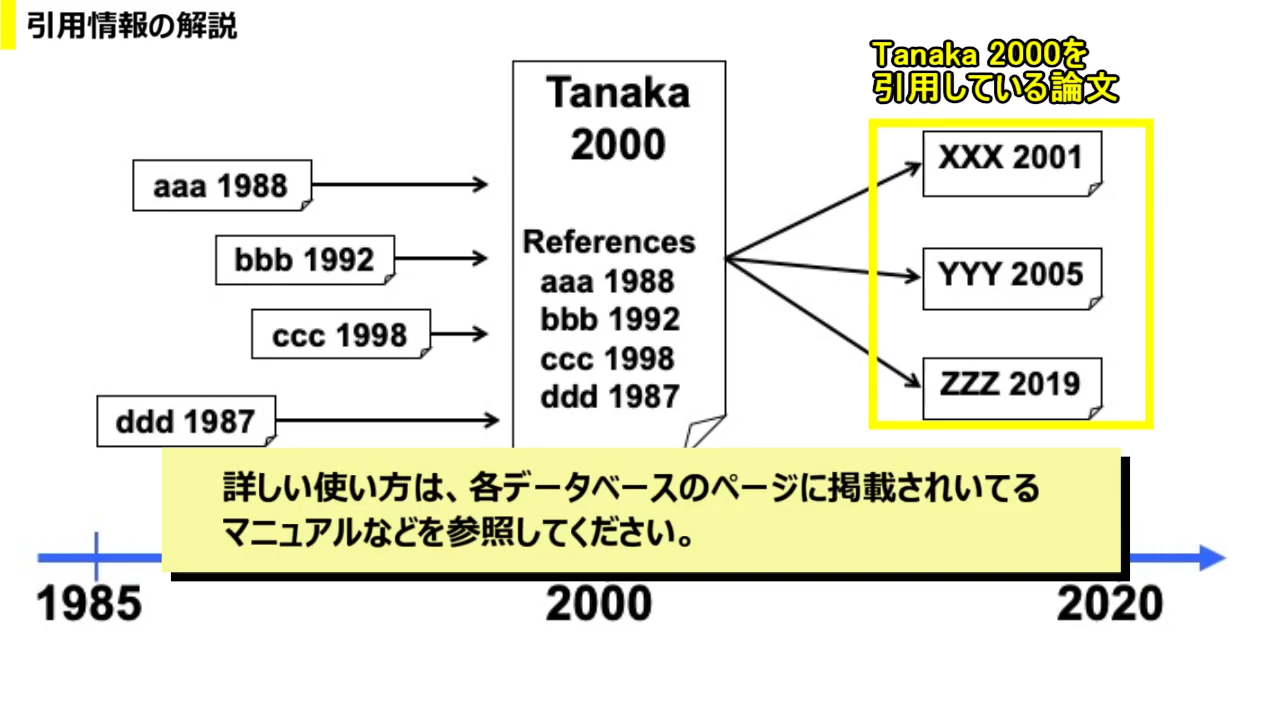 引用情報の解説
Tanaka 2000を
引用している論文
Tanaka
2000
References
aaa 1988
bbb 1992
ccc 1998
ddd 1987
aaa 1988
bbb 1992
ccc 1998
ddd 1987
XXX 2001
YYY 2005
ZZZ 2019
詳しい使い方は、各データベースのページに掲載されいてる
マニュアルなどを参照してください。
1985
2000
2020